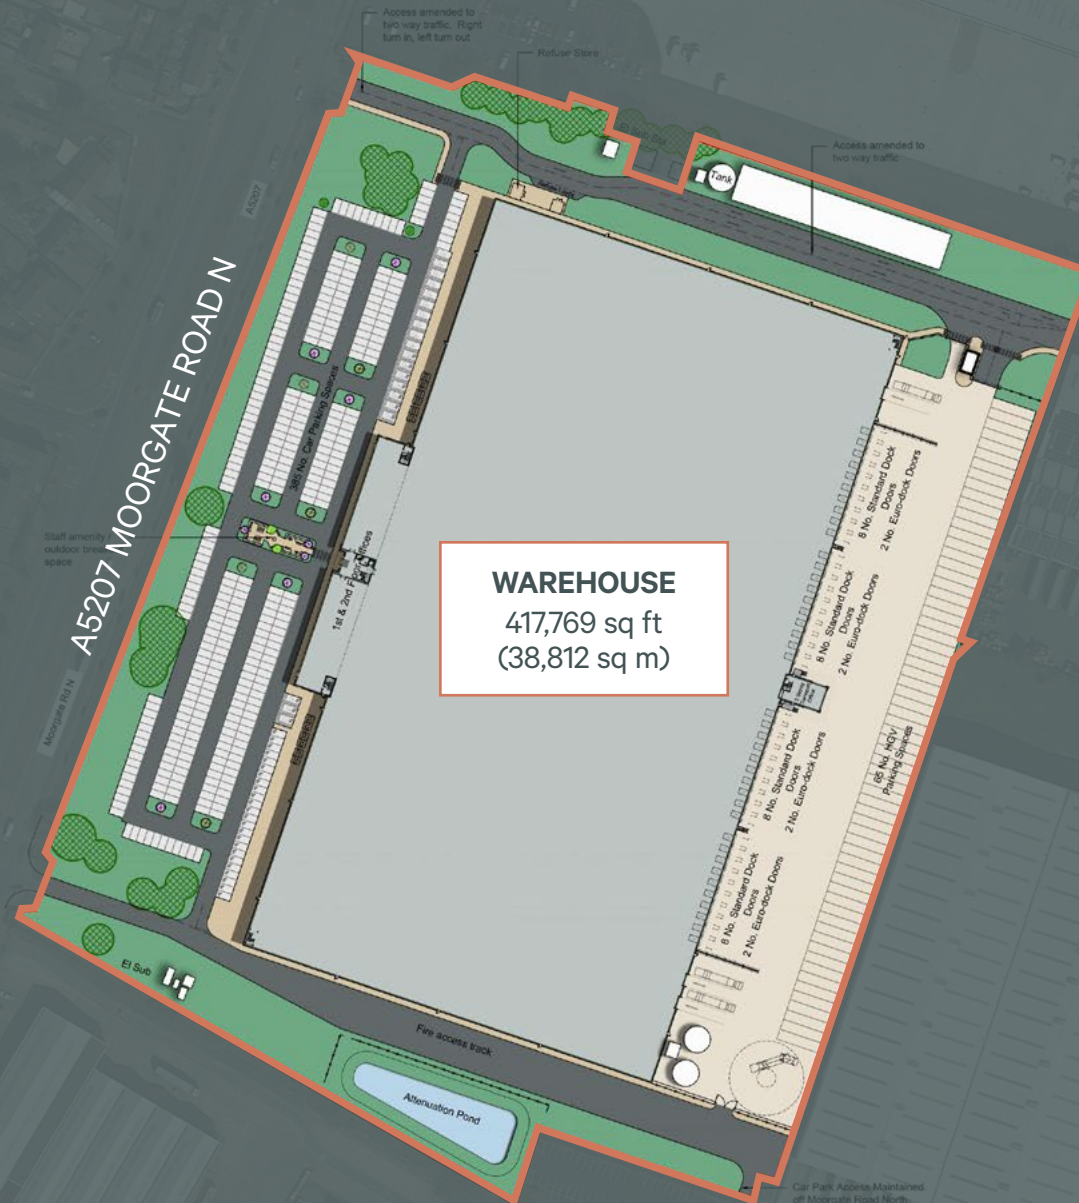 Access amended to
two way traffic. Right
turn in, left turn out
Refuse Store
El Sub Stn
Access amended to
two way traffic
Tank
A5207
A5207 MOORGATE ROAD N
385 No. Car Parking Spaces
Staff amenity /
outdoor break
space
1st & 2nd Floor Offices
WAREHOUSE
417,769 sq ft
(38,812 sq m)
8 No. Standard Dock
Doors
2 No. Euro-dock Doors
8 No. Standard Dock
Doors
2 No. Euro-dock Doors
8 No. Standard Dock
Doors
2 No. Euro-dock Doors
8 No. Standard Dock
Doors
2 No. Euro-dock Doors
65 No. HGV
Parking Spaces
Moorgate Rd N
El Sub
Fire access track
Attenuation Pond
Car Park Access Maintained
off Moorgate Road North